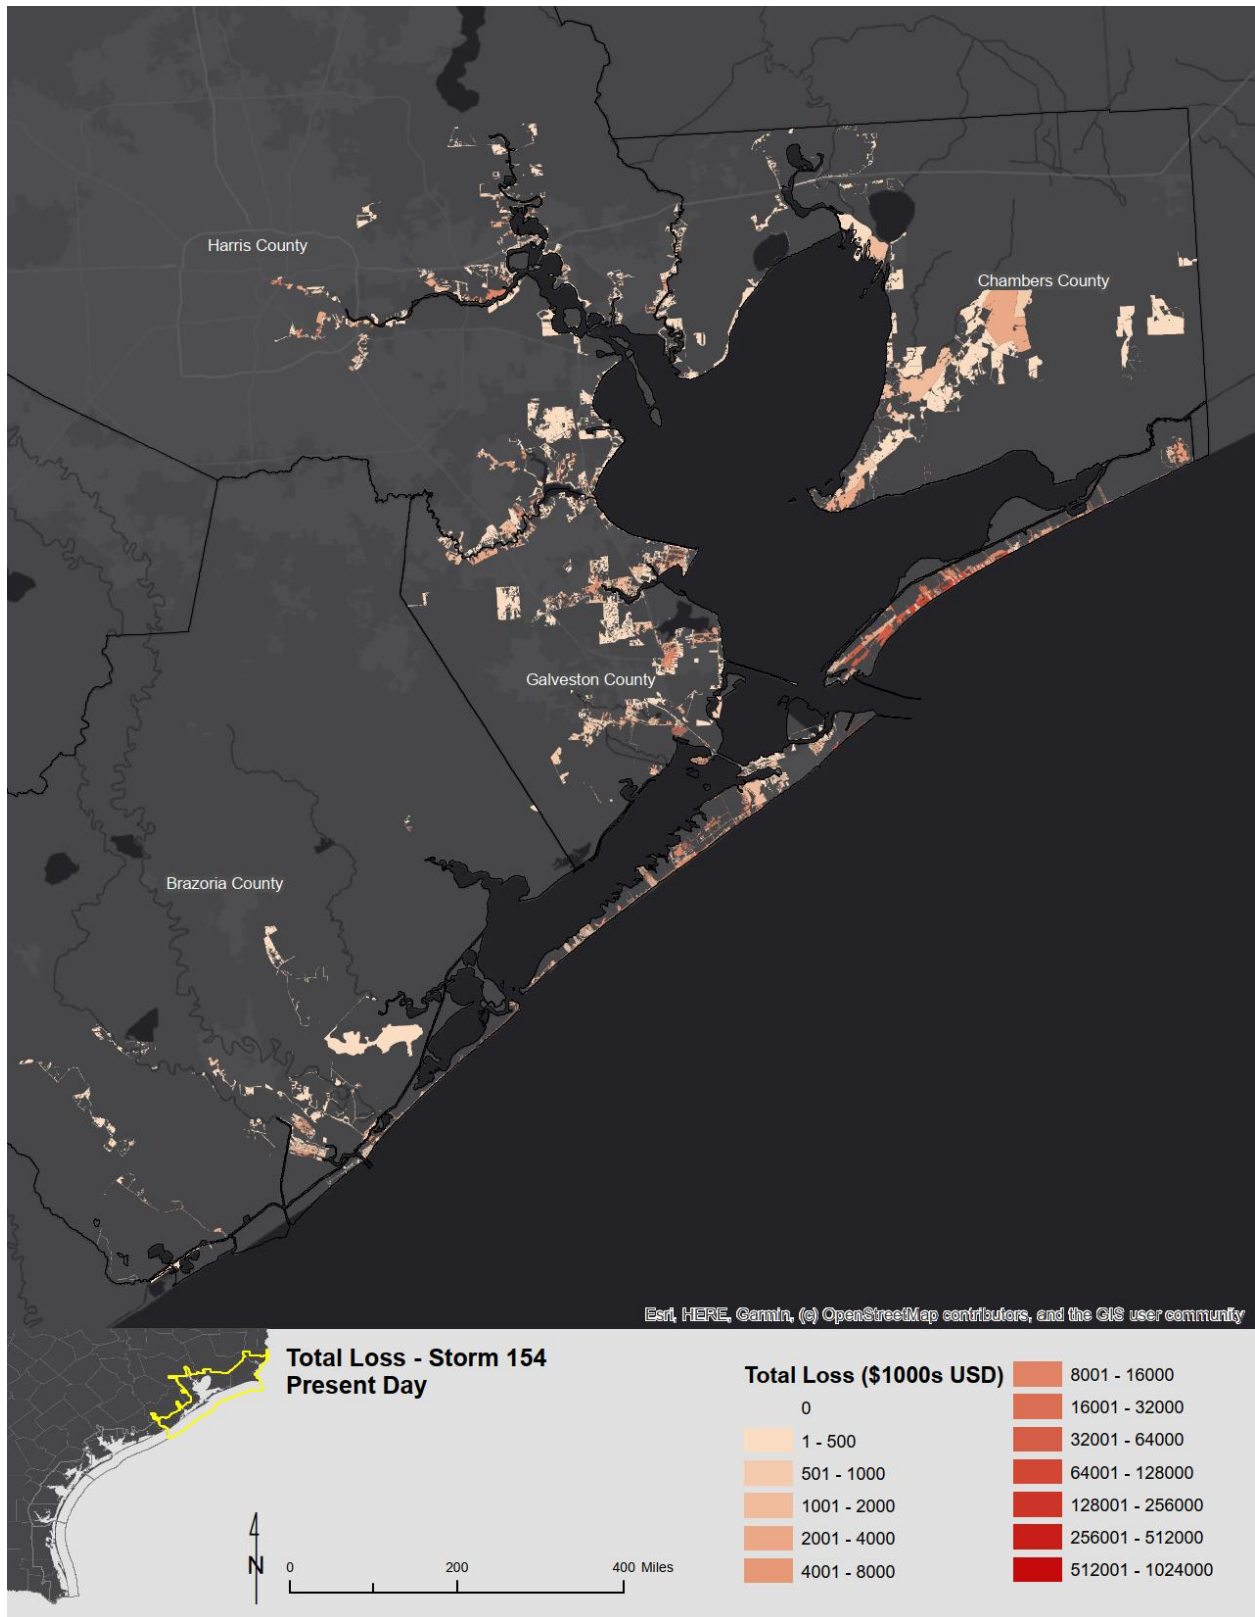 Harris County
Chambers County
Galveston County
Brazoria County
Esri, HERE, Garmin, (c) OpenStreetMap contributors, and the GIS user community
Total Loss - Storm 154
Present Day
N
0 200 400 Miles
Total Loss ($1000s USD)
0
1 - 500
501 - 1000
1001 - 2000
2001 - 4000
4001 - 8000
8001 - 16000
16001 - 32000
32001 - 64000
64001 - 128000
128001 - 256000
256001 - 512000
512001 - 1024000